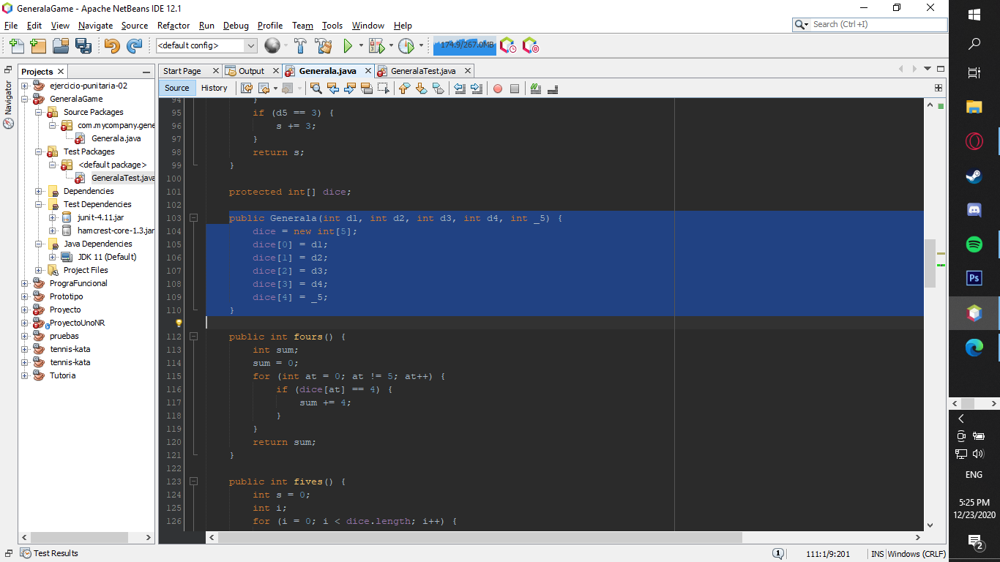 GeneralaGame - Apache NetBeans IDE 12.1
File Edit View Navigate Source Refactor Run Debug Profile Team Tools Window Help
Search (Ctrl+I)
<default config>
174.9/267.0MB
Projects
Start Page
Output
Generala.java
GeneralaTest.java
Navigator
Source
History
ejercicio-punitaria-02
GeneralaGame
Source Packages
com.mycompany.gene
Generala.java
Test Packages
<default package>
GeneralaTest.java
Dependencies
Test Dependencies
junit-4.11.jar
hamcrest-core-1.3.jar
Java Dependencies
JDK 11 (Default)
Project Files
PrograFuncional
Prototipo
Proyecto
ProyectoUnoNR
pruebas
tennis-kata
tennis-kata
Tutoria
94 }
95 if (d5 == 3) {
96 s += 3;
97 }
98 return s;
99 }
100
101 protected int[] dice;
102
103 public Generala(int d1, int d2, int d3, int d4, int _5) {
104 dice = new int[5];
105 dice[0] = d1;
106 dice[1] = d2;
107 dice[2] = d3;
108 dice[3] = d4;
109 dice[4] = _5;
110 }
112 public int fours() {
113 int sum;
114 sum = 0;
115 for (int at = 0; at != 5; at++) {
116 if (dice[at] == 4) {
117 sum += 4;
118 }
119 }
120 return sum;
121 }
122
123 public int fives() {
124 int s = 0;
125 int i;
126 for (i = 0; i < dice.length; i++) {
Test Results
1
111:1/9:201
INS
Windows (CRLF)
Ps
ENG
5:25 PM
12/23/2020
2